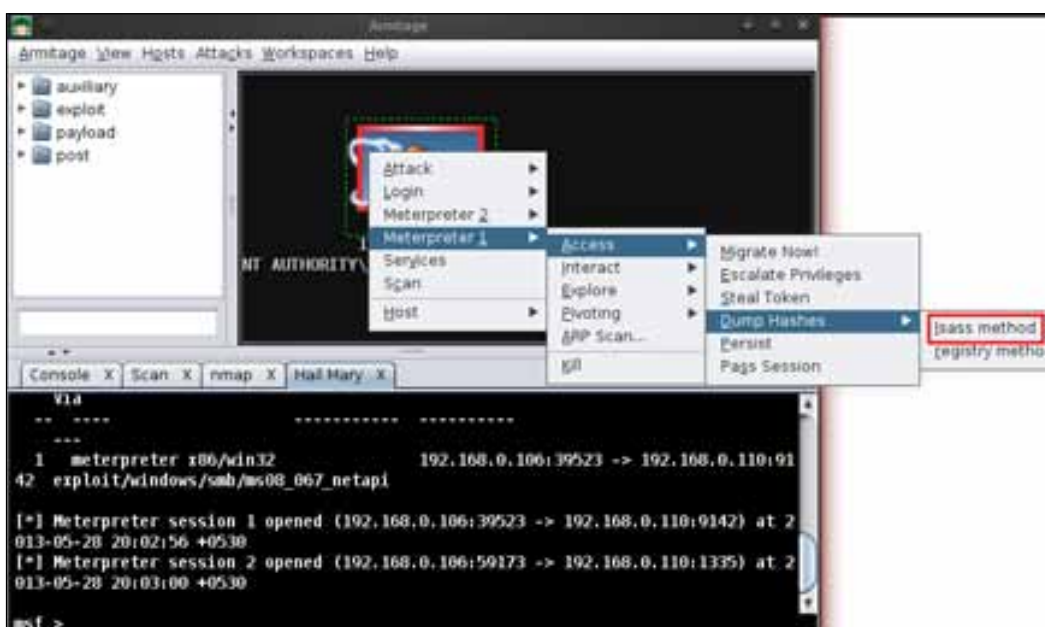 Armitage
Armitage View Hosts Attacks Workspaces Help
auxiliary
exploit
payload
post
Attack
Login
Meterpreter 2
Meterpreter 1
Services
Scan
Host
NT AUTHORITY\
Access
Interact
Explore
Pivoting
ARP Scan...
Kill
Migrate Now!
Escalate Privileges
Steal Token
Dump Hashes
Persist
Pass Session
lsass method
registry metho
Console X Scan X nmap X Hail Mary X
Via
-- ---- ----------- ----------
---
1 meterpreter x86/win32 192.168.0.106:39523 -> 192.168.0.110:91
42 exploit/windows/smb/ms08_067_netapi
[*] Meterpreter session 1 opened (192.168.0.106:39523 -> 192.168.0.110:9142) at 2
013-05-28 20:02:56 +0530
[*] Meterpreter session 2 opened (192.168.0.106:59173 -> 192.168.0.110:1335) at 2
013-05-28 20:03:00 +0530
msf >